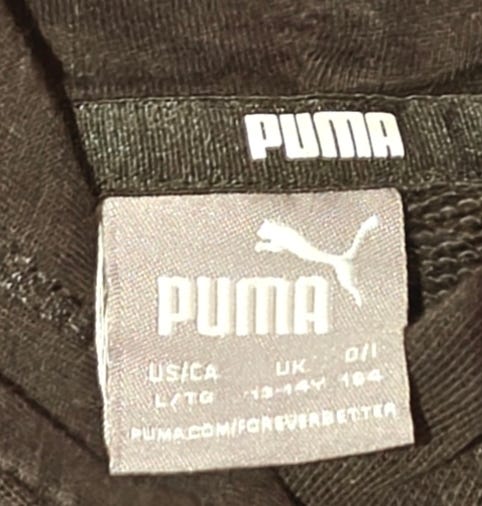 PUMA
PUMA
US/CA UK D/I
L/TG 13-14Y 164
PUMA.COM/FOREVERBETTER